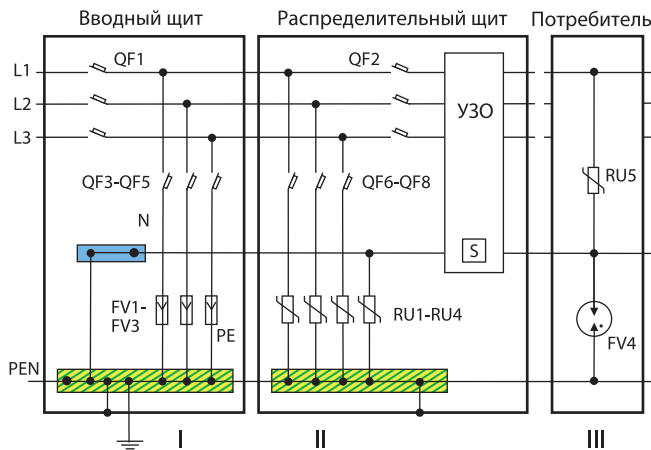 Вводный щит
Распределительный щит
Потребитель
QF1
QF2
L1
L2
L3
УЗО
QF3-QF5
QF6-QF8
RU5
N
S
FV1-
FV3
PE
RU1-RU4
FV4
PEN
I
II
III